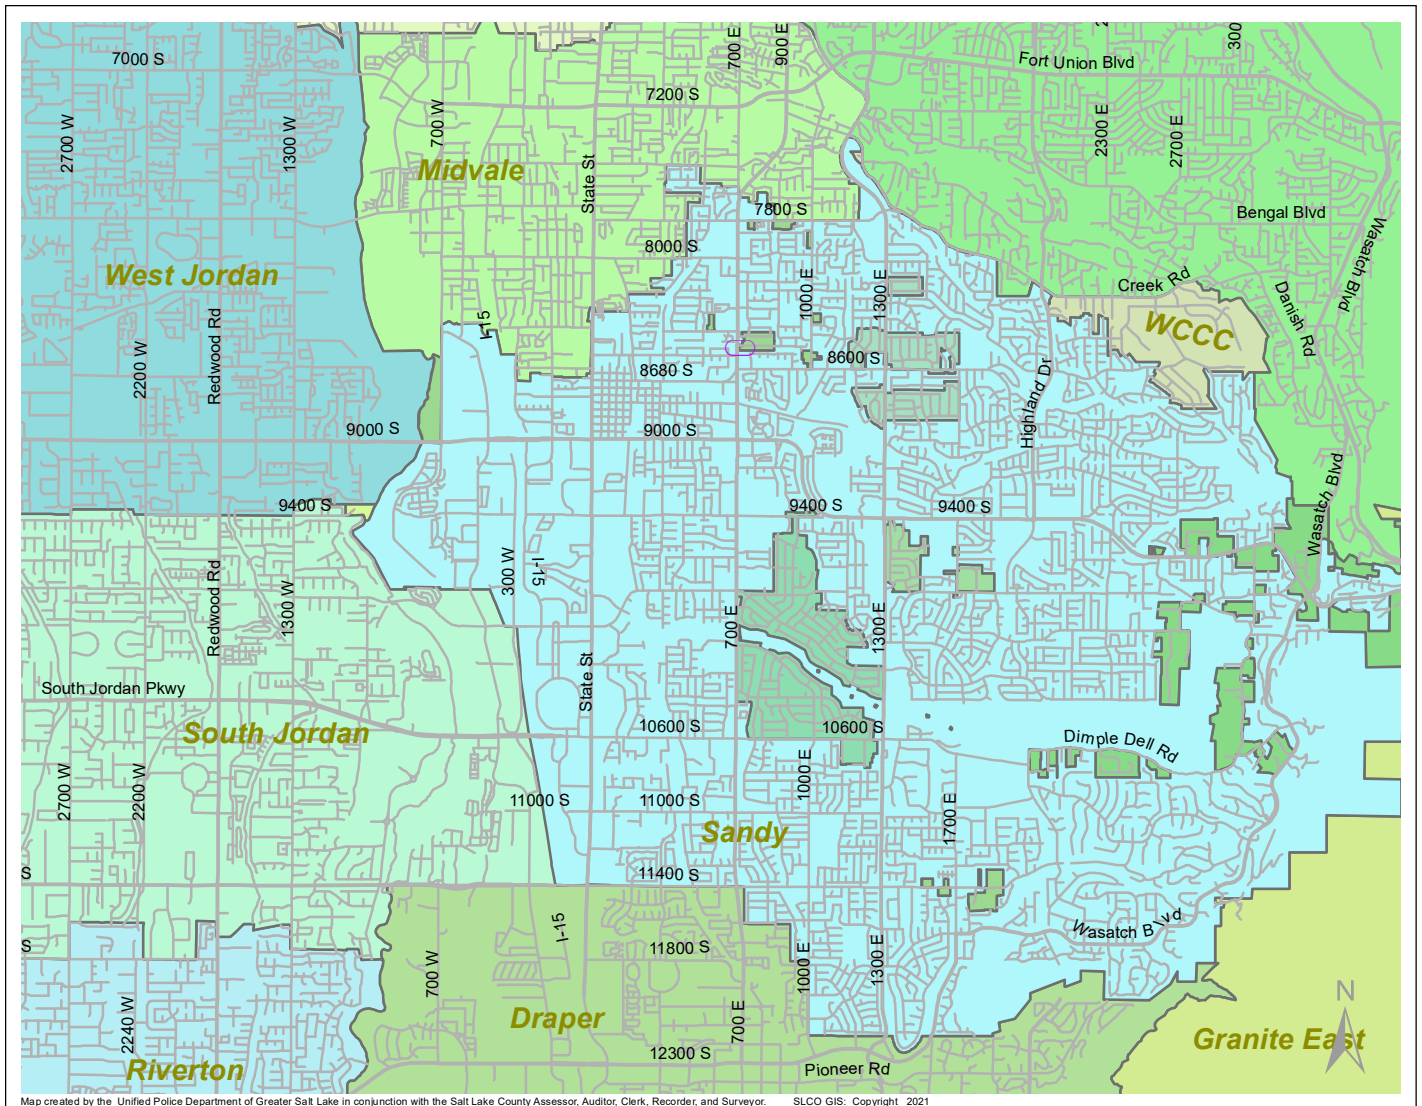 7000 S
Fort Union Blvd
700 E
900 E
2
300
7200 S
2700 W
1300 W
700 W
2300 E
2700 E
Midvale
State St
7800 S
Bengal Blvd
Wasatch Blvd
8000 S
West Jordan
1000 E
1300 E
Creek Rd
I-15
WCCC
Danish Rd
Redwood Rd
2200 W
8680 S
8600 S
Highland Dr
9000 S
9000 S
9400 S
9400 S
9400 S
Wasatch Blvd
300 W
I-15
Redwood Rd
1300 W
700 E
1300 E
South Jordan Pkwy
State St
South Jordan
10600 S
10600 S
Dimple Dell Rd
2700 W
2200 W
1000 E
11000 S
11000 S
1700 E
Sandy
S
11400 S
I-15
Wasatch Blvd
S
11800 S
700 W
1000 E
1300 E
N
2240 W
Draper
700 E
Granite East
12300 S
Riverton
Pioneer Rd
Map created by the Unified Police Department of Greater Salt Lake in conjunction with the Salt Lake County Assessor, Auditor, Clerk, Recorder, and Surveyor. SLCO GIS: Copyright 2021